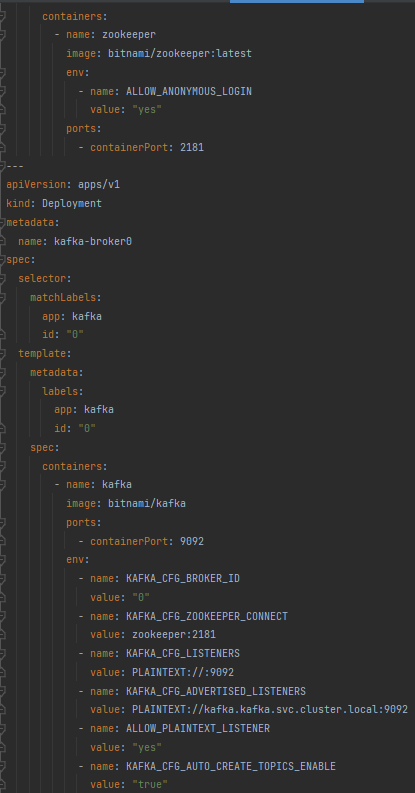 containers:
- name: zookeeper
image: bitnami/zookeeper:latest
env:
- name: ALLOW_ANONYMOUS_LOGIN
value: "yes"
ports:
- containerPort: 2181
---
apiVersion: apps/v1
kind: Deployment
metadata:
name: kafka-broker0
spec:
selector:
matchLabels:
app: kafka
id: "0"
template:
metadata:
labels:
app: kafka
id: "0"
spec:
containers:
- name: kafka
image: bitnami/kafka
ports:
- containerPort: 9092
env:
- name: KAFKA_CFG_BROKER_ID
value: "0"
- name: KAFKA_CFG_ZOOKEEPER_CONNECT
value: zookeeper:2181
- name: KAFKA_CFG_LISTENERS
value: PLAINTEXT://:9092
- name: KAFKA_CFG_ADVERTISED_LISTENERS
value: PLAINTEXT://kafka.kafka.svc.cluster.local:9092
- name: ALLOW_PLAINTEXT_LISTENER
value: "yes"
- name: KAFKA_CFG_AUTO_CREATE_TOPICS_ENABLE
value: "true"